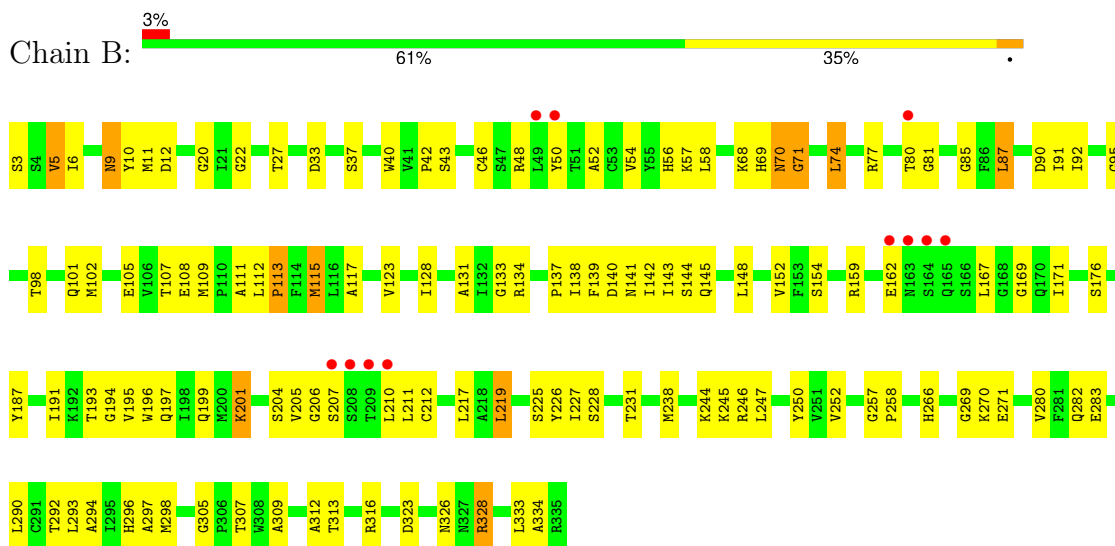 3%
Chain B:
61% 35% •
S3 S4 V5 I6 N9 Y10 M11 D12 G20 I21 G22 T27 D33 S37 W40 V41 P42 S43 C46 S47 R48 L49 Y50 T51 A52 C53 V54 Y55 H56 K57 L58 K68 H69 N70 G71 L74 R77 T80 G81 G85 F86 L87 D90 I91 I92 G95
T98 Q101 M102 E105 V106 T107 E108 M109 P110 A111 L112 P113 F114 M115 L116 A117 V123 I128 A131 I132 G133 R134 P137 I138 F139 D140 N141 I142 I143 S144 Q145 L148 V152 F153 S154 R159 E162 N163 S164 Q165 S166 L167 G168 G169 Q170 I171 S176
Y187 I191 K192 T193 G194 V195 W196 Q197 I198 Q199 M200 K201 S204 V205 G206 S207 S208 T209 L210 L211 C212 L217 A218 L219 S225 Y226 I227 S228 T231 M238 K244 K245 R246 L247 Y250 V251 V252 G257 P258 H266 G269 K270 E271 V280 F281 Q282 E283
L290 C291 T292 L293 A294 I295 H296 A297 M298 G305 P306 T307 W308 A309 A312 T313 R316 D323 N326 N327 R328 L333 A334 R335